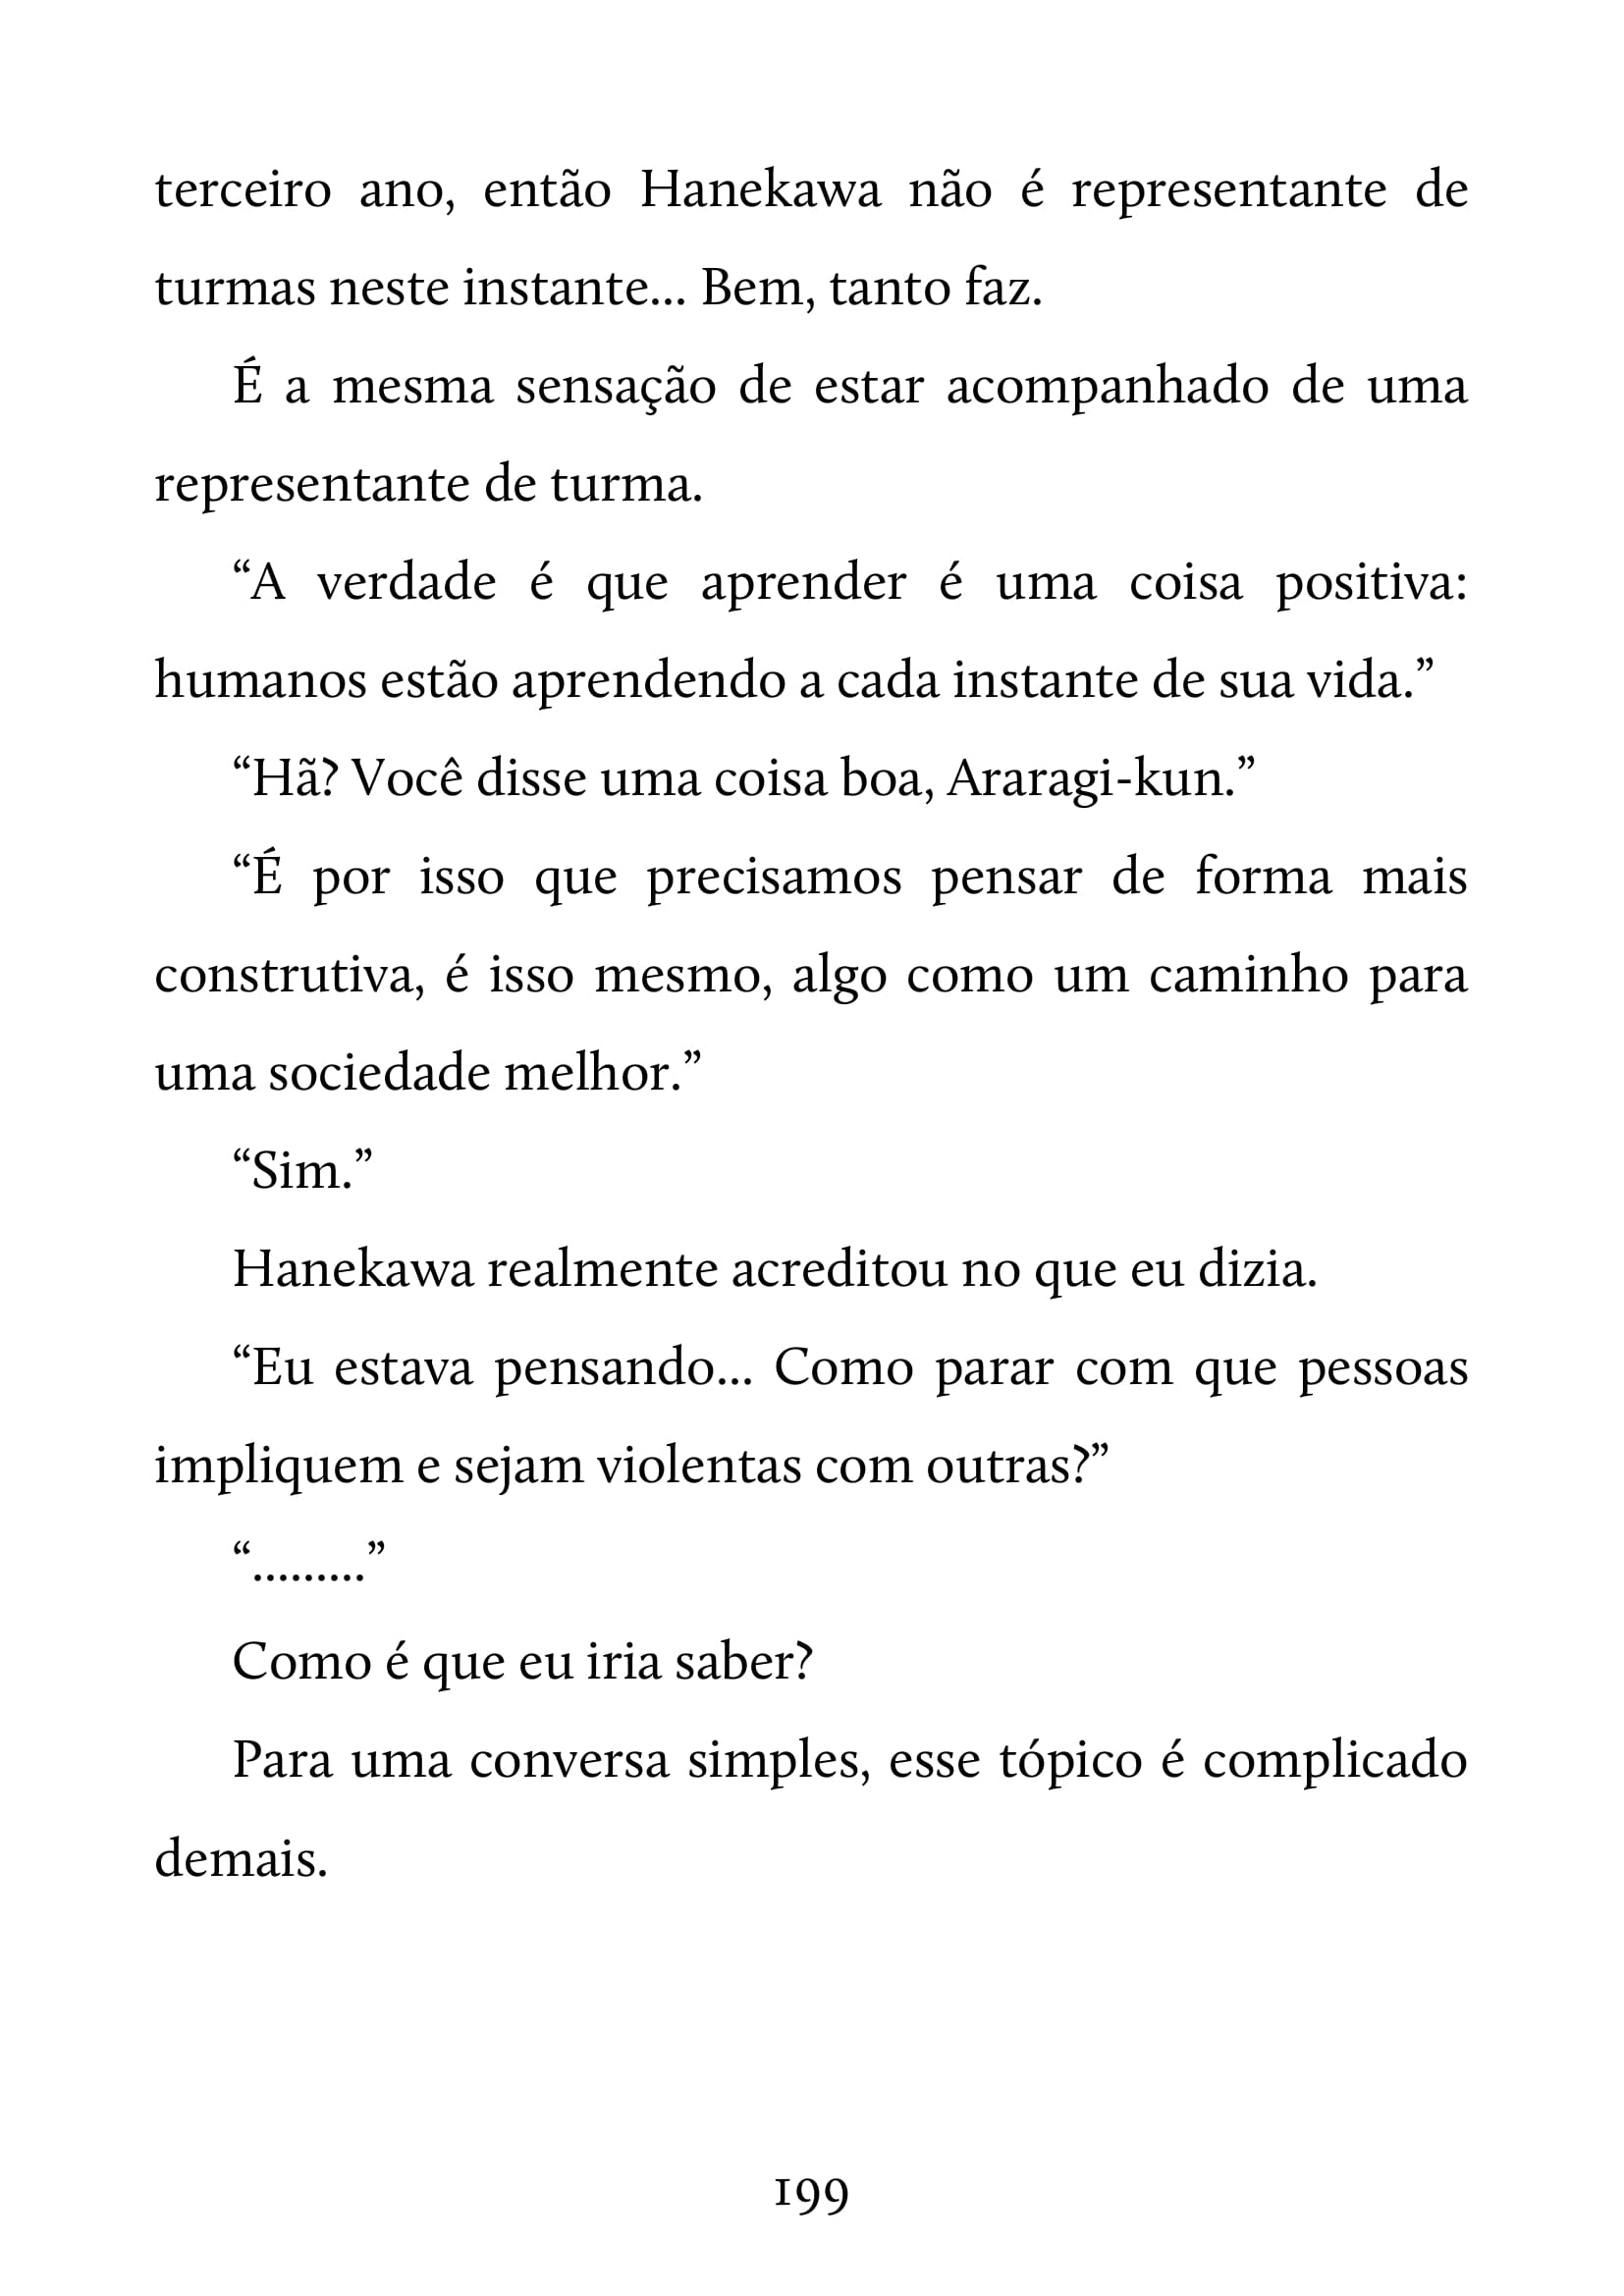 terceiro ano, então Hanekawa não é representante de
turmas neste instante... Bem, tanto faz.
É a mesma sensação de estar acompanhado de uma
representante de turma.
“A verdade é que aprender é uma coisa positiva:
humanos estão aprendendo a cada instante de sua vida.”
“Hã? Você disse uma coisa boa, Araragi-kun.”
“É por isso que precisamos pensar de forma mais
construtiva, é isso mesmo, algo como um caminho para
uma sociedade melhor.”
“Sim.”
Hanekawa realmente acreditou no que eu dizia.
“Eu estava pensando... Como parar com que pessoas
impliquem e sejam violentas com outras?”
“.........”
Como é que eu iria saber?
Para uma conversa simples, esse tópico é complicado
demais.
199